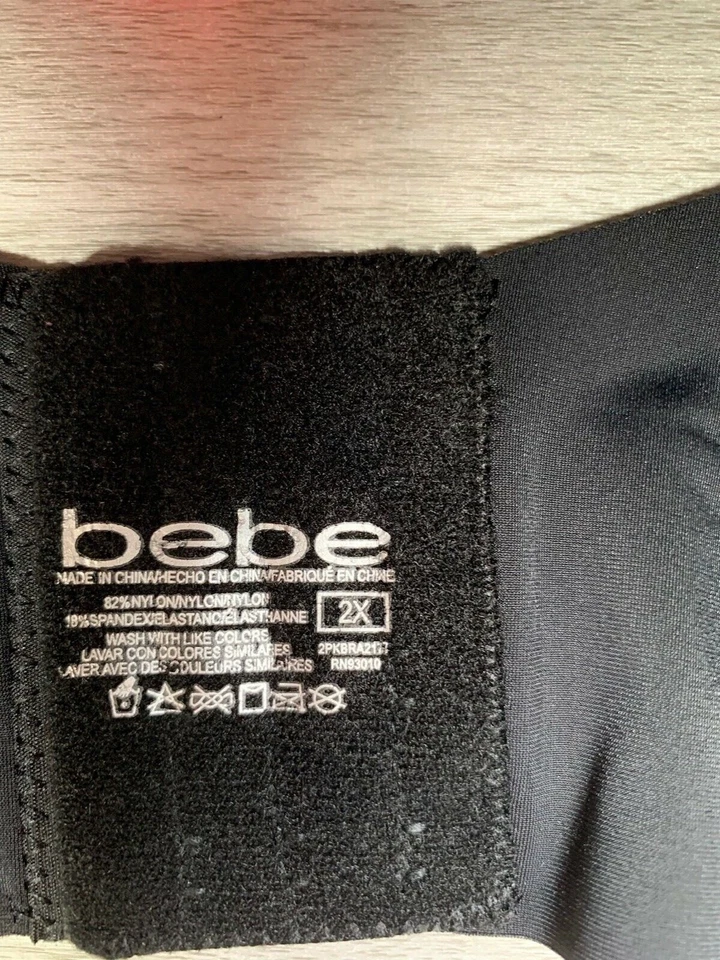 bebe
MADE IN CHINA/HECHO EN CHINA/FABRIQUÉ EN CHINE
82%NYLON/NYLON/NYLON
18%SPANDEX/ELASTANO/ÉLASTHANNE
2X
WASH WITH LIKE COLORS
LAVAR CON COLORES SIMILARES
LAVER AVEC DES COULEURS SIMILAIRES
RN93010